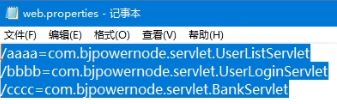 web.properties - 记事本
文件(F) 编辑(E) 格式(O) 查看(V) 帮助(H)
/aaaa=com.bjpowernode.servlet.UserListServlet
/bbbb=com.bjpowernode.servlet.UserLoginServlet
/cccc=com.bjpowernode.servlet.BankServlet